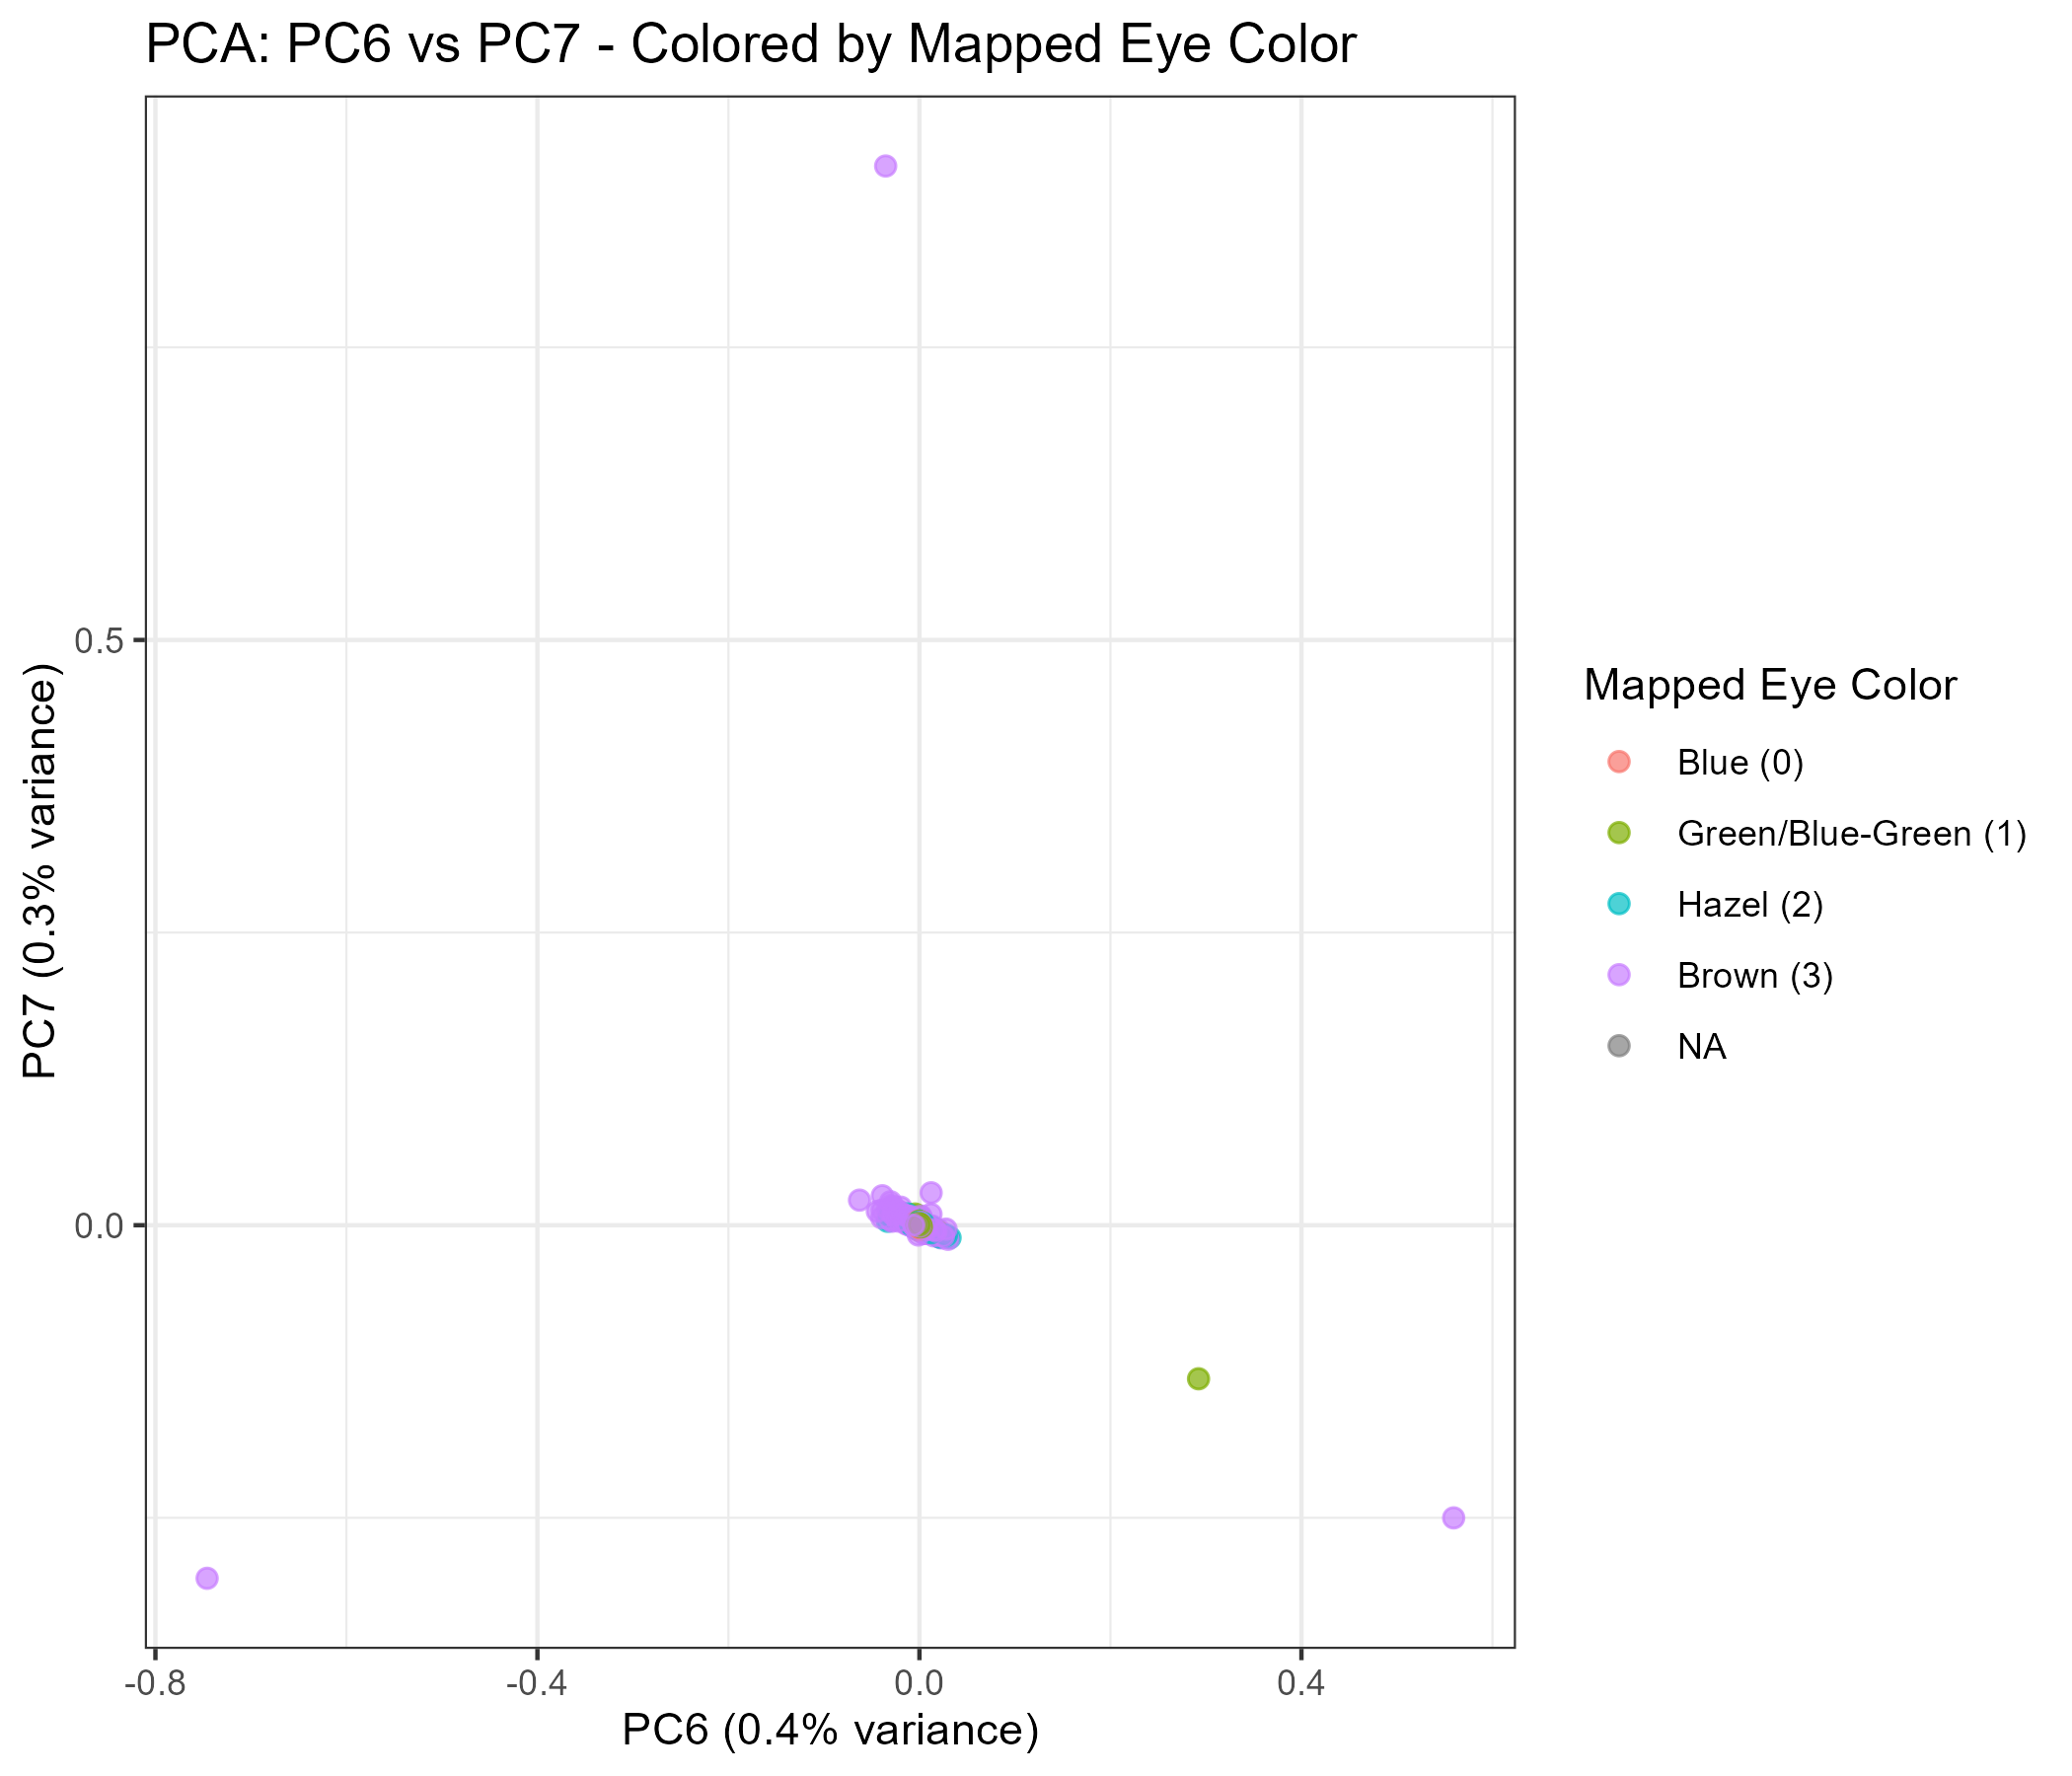 PCA: PC6 vs PC7 - Colored by Mapped Eye Color
PC7 (0.3% variance)
0.5
0.0
-0.8
-0.4
0.0
0.4
PC6 (0.4% variance)
Mapped Eye Color
Blue (0)
Green/Blue-Green (1)
Hazel (2)
Brown (3)
NA